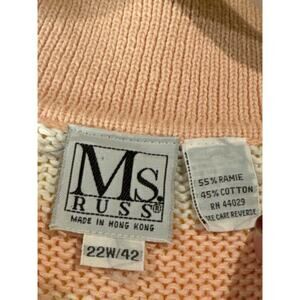 Ms.
RUSS®
MADE IN HONG KONG
22W/42
55% RAMIE
45% COTTON
RN 44029
SEE CARE REVERSE